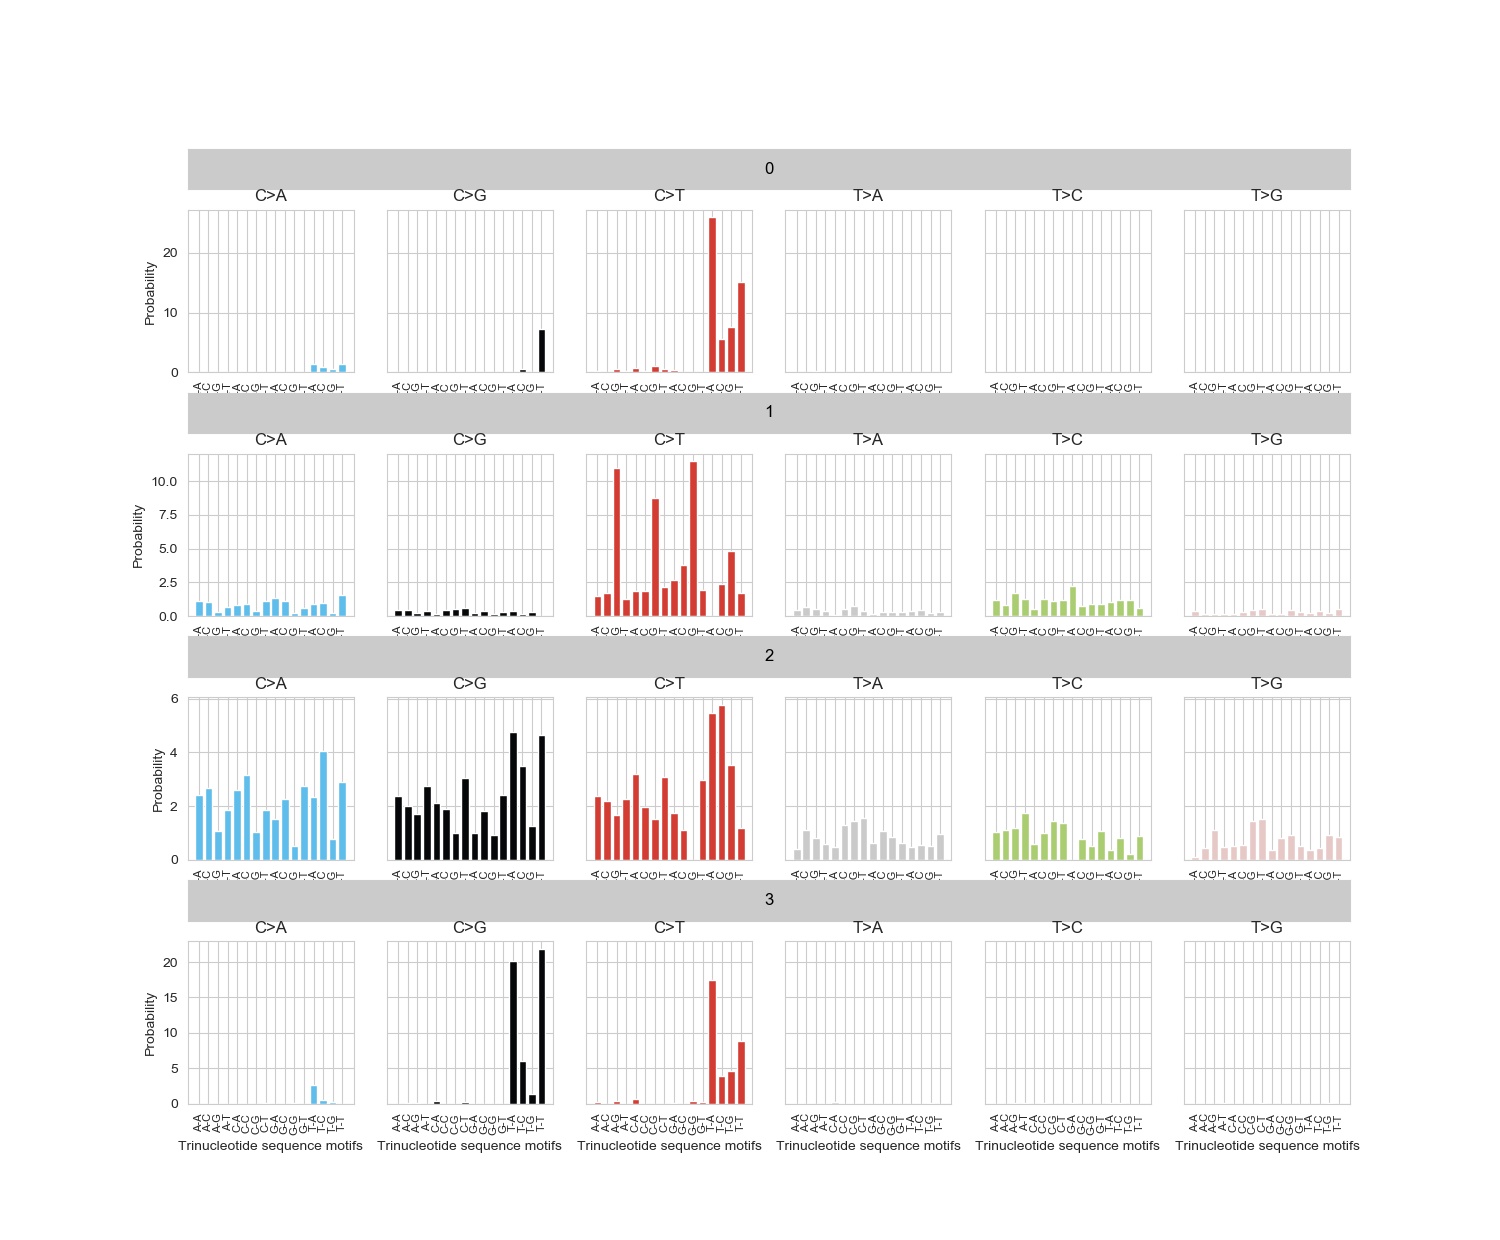 0
C>A C>G C>T T>A T>C T>G
Probability
20
10
0
1
C>A C>G C>T T>A T>C T>G
Probability
10.0
7.5
5.0
2.5
0.0
2
C>A C>G C>T T>A T>C T>G
Probability
6
4
2
0
3
C>A C>G C>T T>A T>C T>G
Probability
20
15
10
5
0
A-A A-C A-G A-T C-A C-C C-G C-T G-A G-C G-G G-T T-A T-C T-G T-T
A-A A-C A-G A-T C-A C-C C-G C-T G-A G-C G-G G-T T-A T-C T-G T-T
A-A A-C A-G A-T C-A C-C C-G C-T G-A G-C G-G G-T T-A T-C T-G T-T
A-A A-C A-G A-T C-A C-C C-G C-T G-A G-C G-G G-T T-A T-C T-G T-T
A-A A-C A-G A-T C-A C-C C-G C-T G-A G-C G-G G-T T-A T-C T-G T-T
A-A A-C A-G A-T C-A C-C C-G C-T G-A G-C G-G G-T T-A T-C T-G T-T
Trinucleotide sequence motifs Trinucleotide sequence motifs Trinucleotide sequence motifs Trinucleotide sequence motifs Trinucleotide sequence motifs Trinucleotide sequence motifs